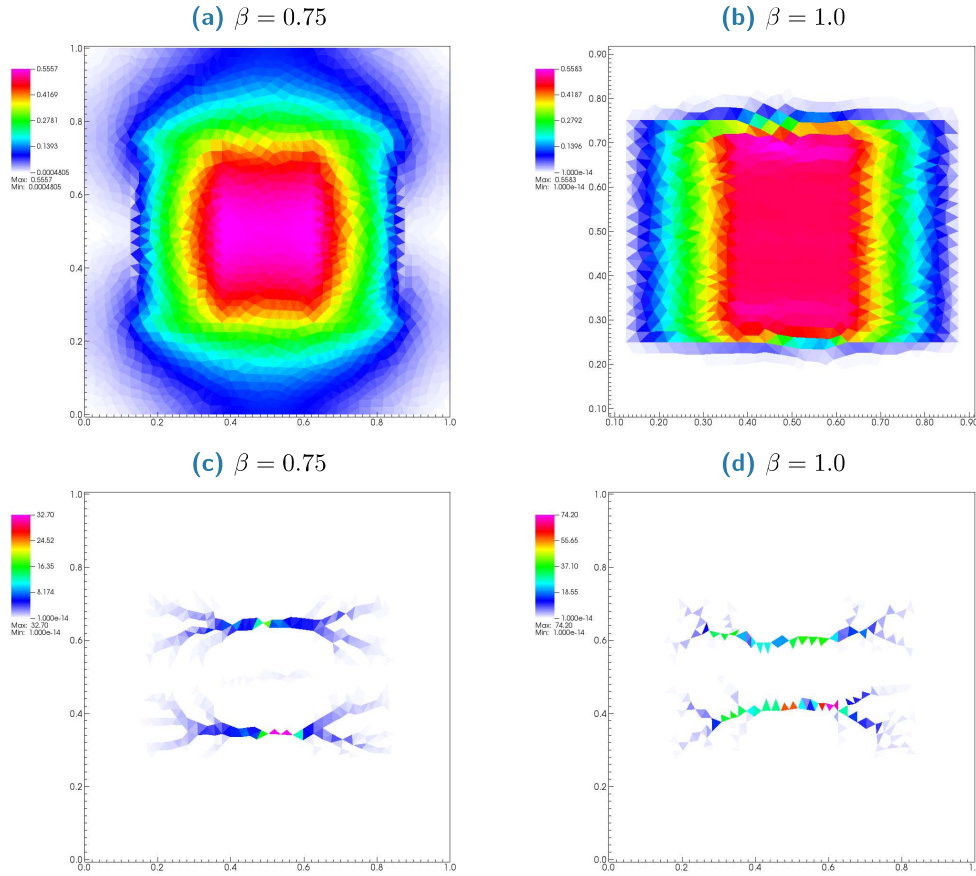 (a) β = 0.75
0.5557
0.4169
0.2781
0.1393
0.0004805
Max: 0.5557
Min: 0.0004805
1.0
0.8
0.6
0.4
0.2
0.0
0.0 0.2 0.4 0.6 0.8 1.0
(b) β = 1.0
0.5583
0.4187
0.2792
0.1396
1.000e-14
Max: 0.5583
Min: 1.000e-14
0.90
0.80
0.70
0.60
0.50
0.40
0.30
0.20
0.10
0.10 0.20 0.30 0.40 0.50 0.60 0.70 0.80 0.90
(c) β = 0.75
32.70
24.52
16.35
8.174
1.000e-14
Max: 32.70
Min: 1.000e-14
1.0
0.8
0.6
0.4
0.2
0.0
0.0 0.2 0.4 0.6 0.8 1.0
(d) β = 1.0
74.20
55.65
37.10
18.55
1.000e-14
Max: 74.20
Min: 1.000e-14
1.0
0.8
0.6
0.4
0.2
0.0
0.0 0.2 0.4 0.6 0.8